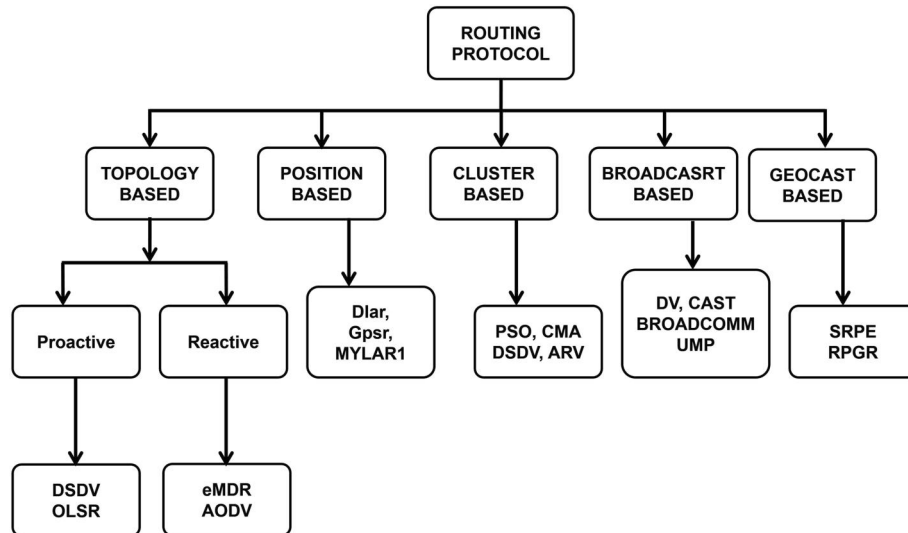 ROUTING
PROTOCOL
TOPOLOGY
BASED
POSITION
BASED
CLUSTER
BASED
BROADCASRT
BASED
GEOCAST
BASED
Proactive
Reactive
Dlar,
Gpsr,
MYLAR1
PSO, CMA
DSDV, ARV
DV, CAST
BROADCOMM
UMP
SRPE
RPGR
DSDV
OLSR
eMDR
AODV